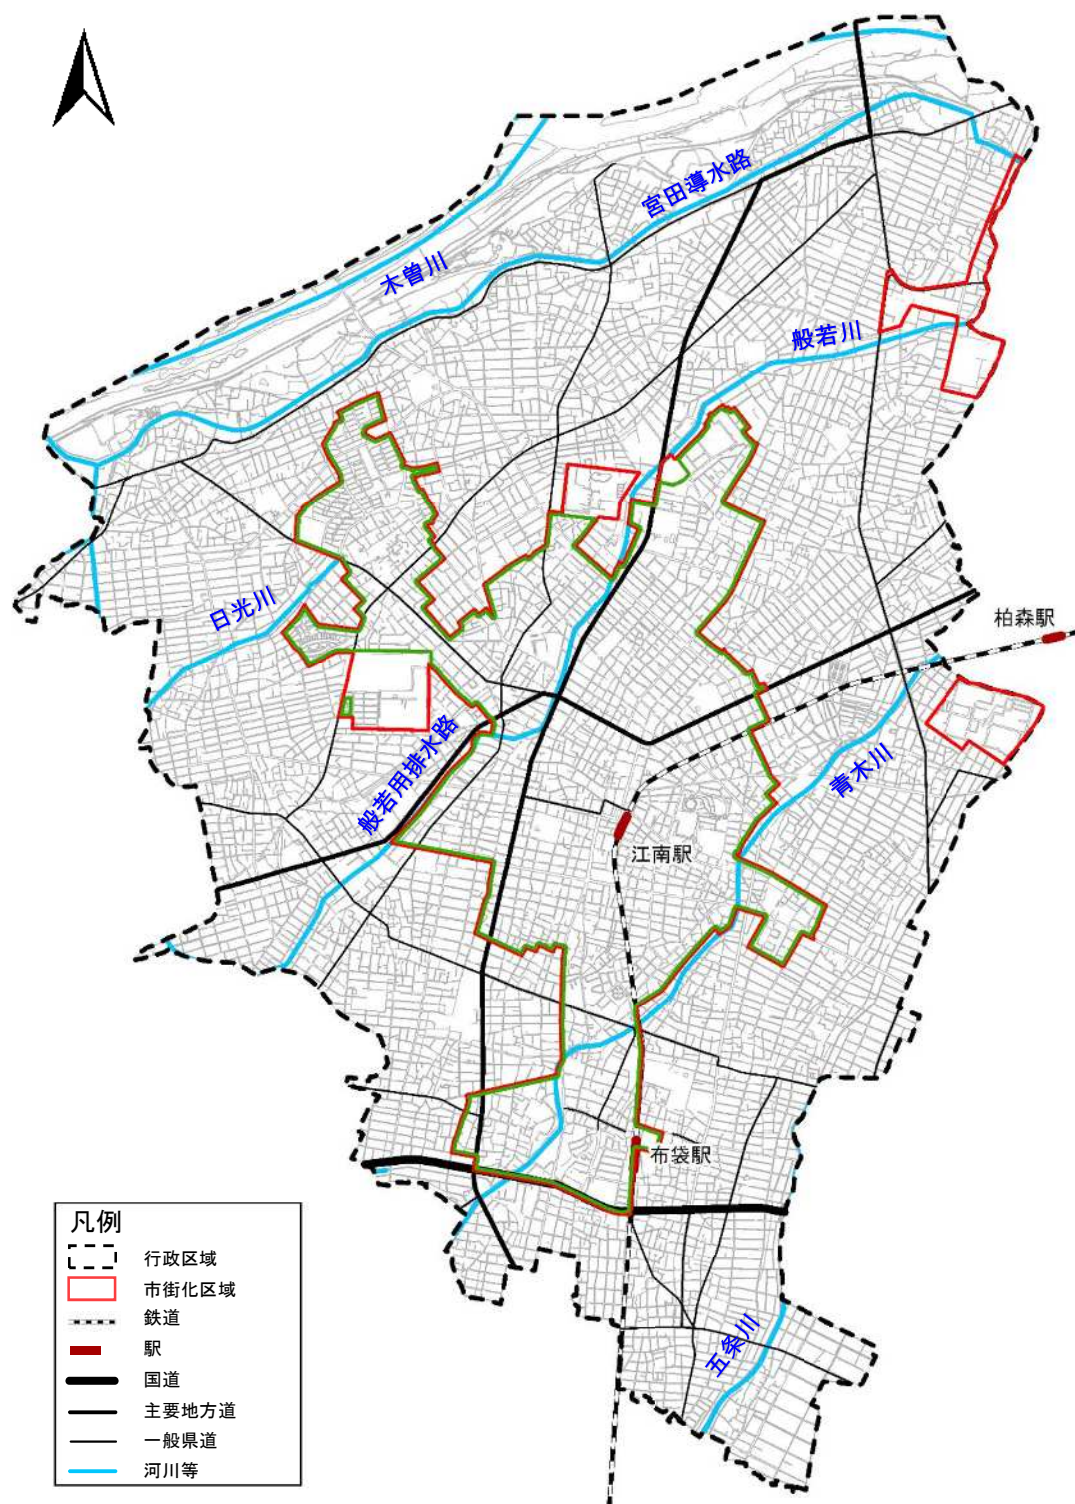 宮田導水路
木曽川
般若川
日光川
柏森駅
般若用排水路
青木川
江南駅
布袋駅
五条川
凡例
行政区域
市街化区域
鉄道
駅
国道
主要地方道
一般県道
河川等